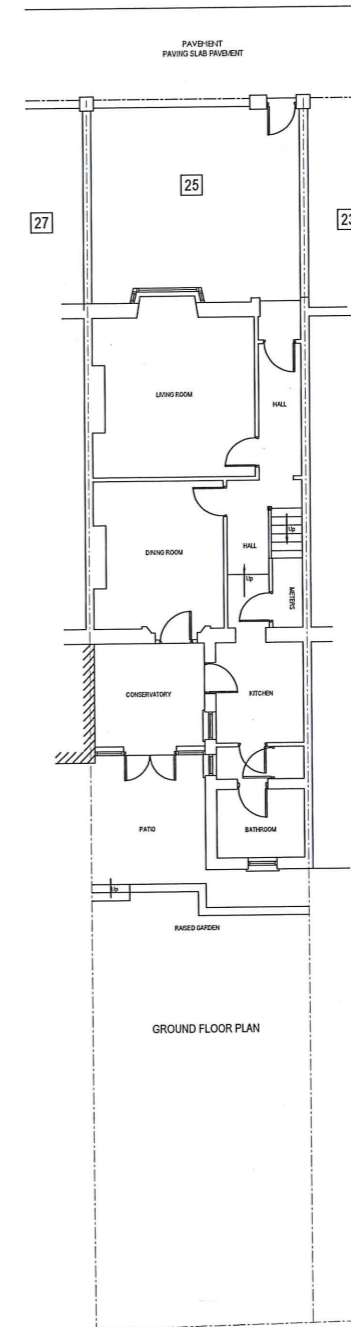 PAVEMENT
PAVING SLAB PAVEMENT
25
27
23
LIVING ROOM
HALL
DINING ROOM
HALL
Up
Up
METERS
CONSERVATORY
KITCHEN
PATIO
BATHROOM
Up
RAISED GARDEN
GROUND FLOOR PLAN